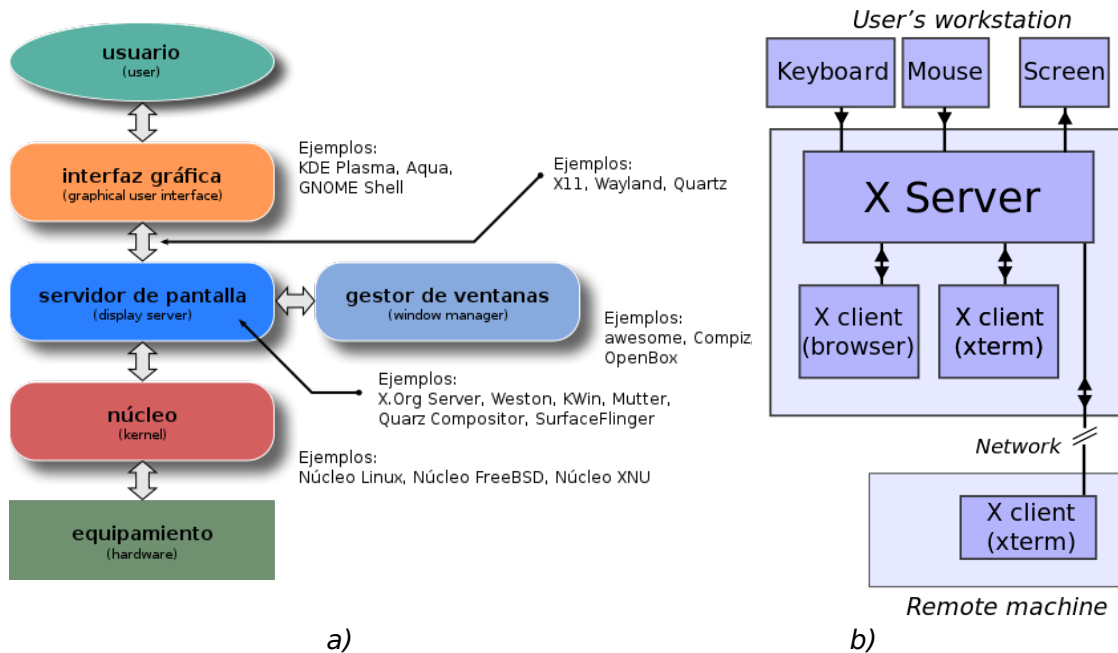 usuario
(user)
interfaz gráfica
(graphical user interface)
Ejemplos:
KDE Plasma, Aqua,
GNOME Shell
Ejemplos:
X11, Wayland, Quartz
servidor de pantalla
(display server)
gestor de ventanas
(window manager)
Ejemplos:
awesome, Compiz,
OpenBox
Ejemplos:
X.Org Server, Weston, KWin, Mutter,
Quarz Compositor, SurfaceFlinger
núcleo
(kernel)
Ejemplos:
Núcleo Linux, Núcleo FreeBSD, Núcleo XNU
equipamiento
(hardware)
a)
User's workstation
Keyboard
Mouse
Screen
X Server
X client
(browser)
X client
(xterm)
Network
X client
(xterm)
Remote machine
b)